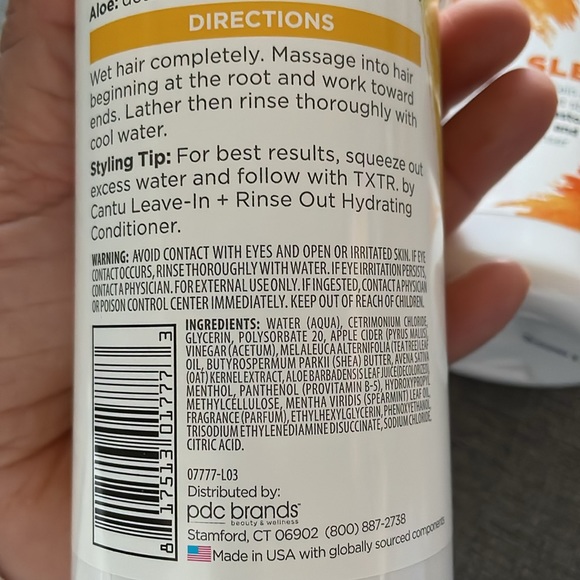 Aloe:
DIRECTIONS
Wet hair completely. Massage into hair
beginning at the root and work toward
ends. Lather then rinse thoroughly with
cool water.
Styling Tip: For best results, squeeze out
excess water and follow with TXTR. by
Cantu Leave-In + Rinse Out Hydrating
Conditioner.
WARNING: AVOID CONTACT WITH EYES AND OPEN OR IRRITATED SKIN. IF EYE
CONTACT OCCURS, RINSE THOROUGHLY WITH WATER. IF EYE IRRITATION PERSISTS,
CONTACT A PHYSICIAN. FOR EXTERNAL USE ONLY. IF INGESTED, CONTACT A PHYSICIAN
OR POISON CONTROL CENTER IMMEDIATELY. KEEP OUT OF REACH OF CHILDREN.
INGREDIENTS: WATER (AQUA), CETRIMONIUM CHLORIDE,
GLYCERIN, POLYSORBATE 20, APPLE CIDER (PYRUS MALUS)
VINEGAR (ACETUM), MELALEUCA ALTERNIFOLIA (TEA TREE) LEAF
OIL, BUTYROSPERMUM PARKII (SHEA) BUTTER, AVENA SATIVA
(OAT) KERNEL EXTRACT, ALOE BARBADENSIS LEAF JUICE DECOLORIZED,
MENTHOL, PANTHENOL (PROVITAMIN B-5), HYDROXYPROPYL
METHYLCELLULOSE, MENTHA VIRIDIS (SPEARMINT) LEAF OIL,
FRAGRANCE (PARFUM), ETHYLHEXYLGLYCERIN, PHENOXYETHANOL,
TRISODIUM ETHYLENEDIAMINE DISUCCINATE, SODIUM CHLORIDE,
CITRIC ACID.
8 17513 01777 3
07777-L03
Distributed by:
pdc brands
beauty & wellness
Stamford, CT 06902 (800) 887-2738
Made in USA with globally sourced components
SLE